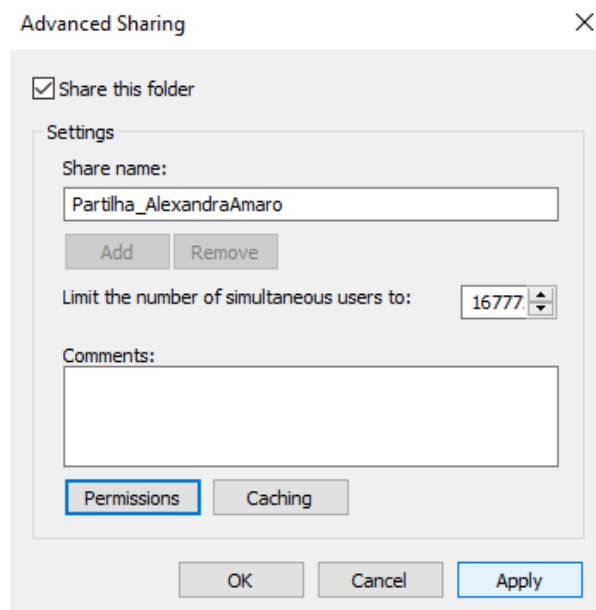 Advanced Sharing
Share this folder
Settings
Share name:
Partilha_AlexandraAmaro
Add Remove
Limit the number of simultaneous users to: 16777
Comments:
Permissions Caching
OK Cancel Apply